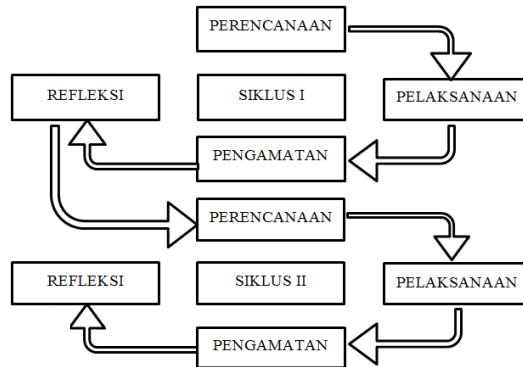 PERENCANAAN
REFLEKSI
SIKLUS I
PELAKSANAAN
PENGAMATAN
PERENCANAAN
REFLEKSI
SIKLUS II
PELAKSANAAN
PENGAMATAN